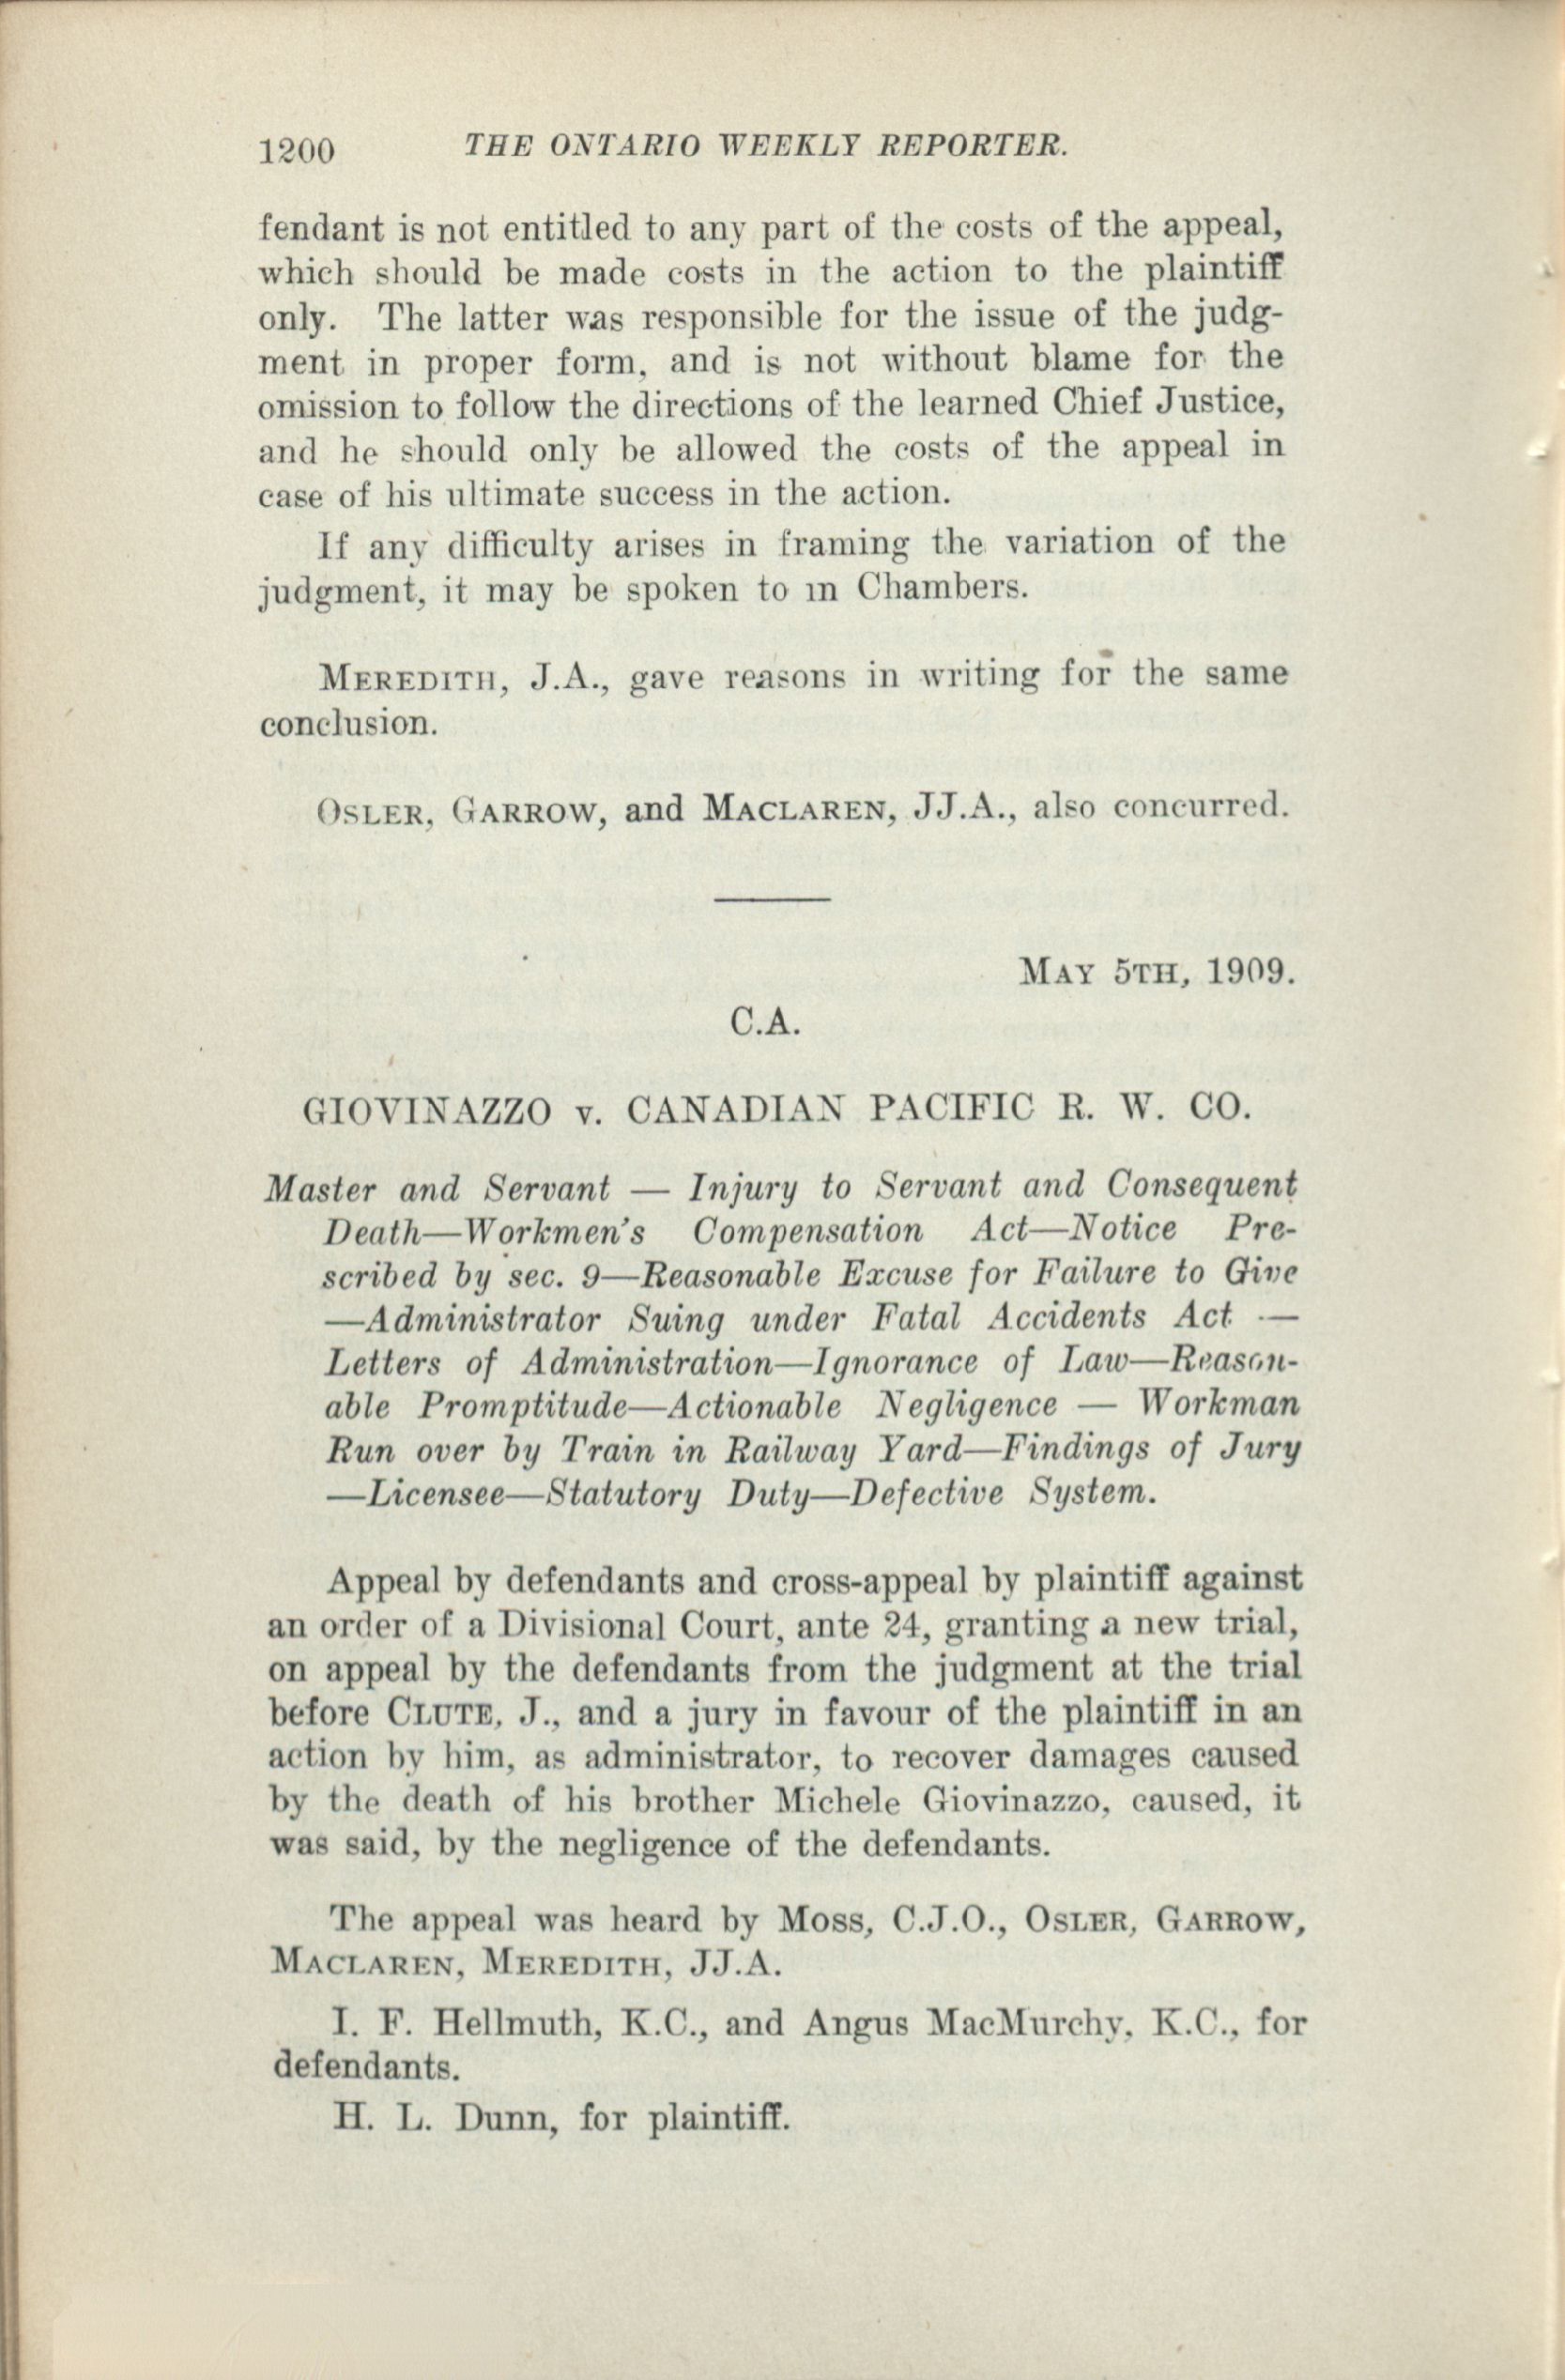 1200 THE ONTARIO WEEKLY REPORTER.
fendant is not entitled to any part of the costs of the appeal,
which should be made costs in the action to the plaintiff
only. The latter was responsible for the issue of the judg-
ment in proper form, and is not without blame for the
omission to follow the directions of the learned Chief Justice,
and he should only be allowed the costs of the appeal in
case of his ultimate success in the action.
If any difficulty arises in framing the variation of the
judgment, it may be spoken to in Chambers.
MEREDITH, J.A., gave reasons in writing for the same
conclusion.
OSLER, GARROW, and MACLAREN, JJ.A., also concurred.
MAY 5TH, 1909.
C.A.
GIOVINAZZO v. CANADIAN PACIFIC R. W. CO.
Master and Servant — Injury to Servant and Consequent
Death—Workmen's Compensation Act—Notice Pre-
scribed by sec. 9—Reasonable Excuse for Failure to Give
—Administrator Suing under Fatal Accidents Act —
Letters of Administration—Ignorance of Law—Reason-
able Promptitude—Actionable Negligence — Workman
Run over by Train in Railway Yard—Findings of Jury
—Licensee—Statutory Duty—Defective System.
Appeal by defendants and cross-appeal by plaintiff against
an order of a Divisional Court, ante 24, granting a new trial,
on appeal by the defendants from the judgment at the trial
before CLUTE, J., and a jury in favour of the plaintiff in an
action by him, as administrator, to recover damages caused
by the death of his brother Michele Giovinazzo, caused, it
was said, by the negligence of the defendants.
The appeal was heard by MOSS, C.J.O., OSLER, GARROW,
MACLAREN, MEREDITH, JJ.A.
I. F. Hellmuth, K.C., and Angus MacMurchy, K.C., for
defendants.
H. L. Dunn, for plaintiff.